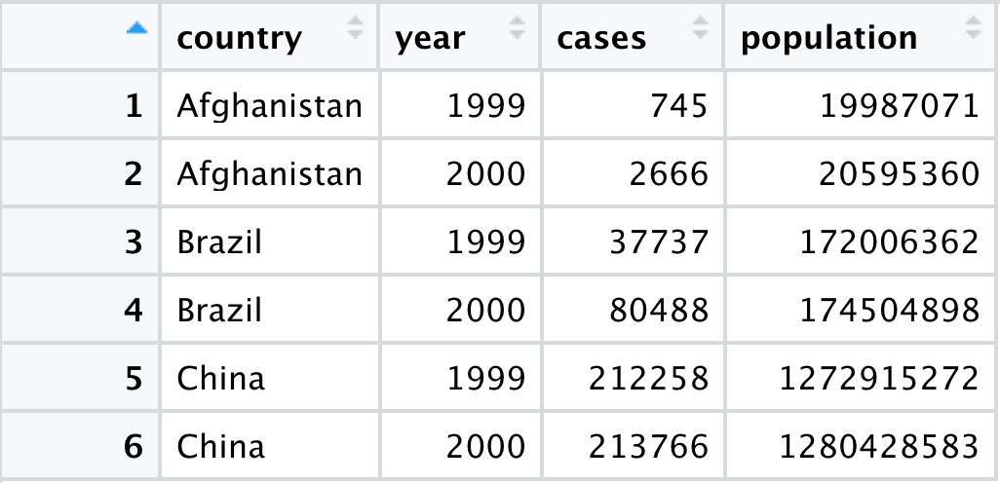 country year cases population
1 Afghanistan 1999 745 19987071
2 Afghanistan 2000 2666 20595360
3 Brazil 1999 37737 172006362
4 Brazil 2000 80488 174504898
5 China 1999 212258 1272915272
6 China 2000 213766 1280428583